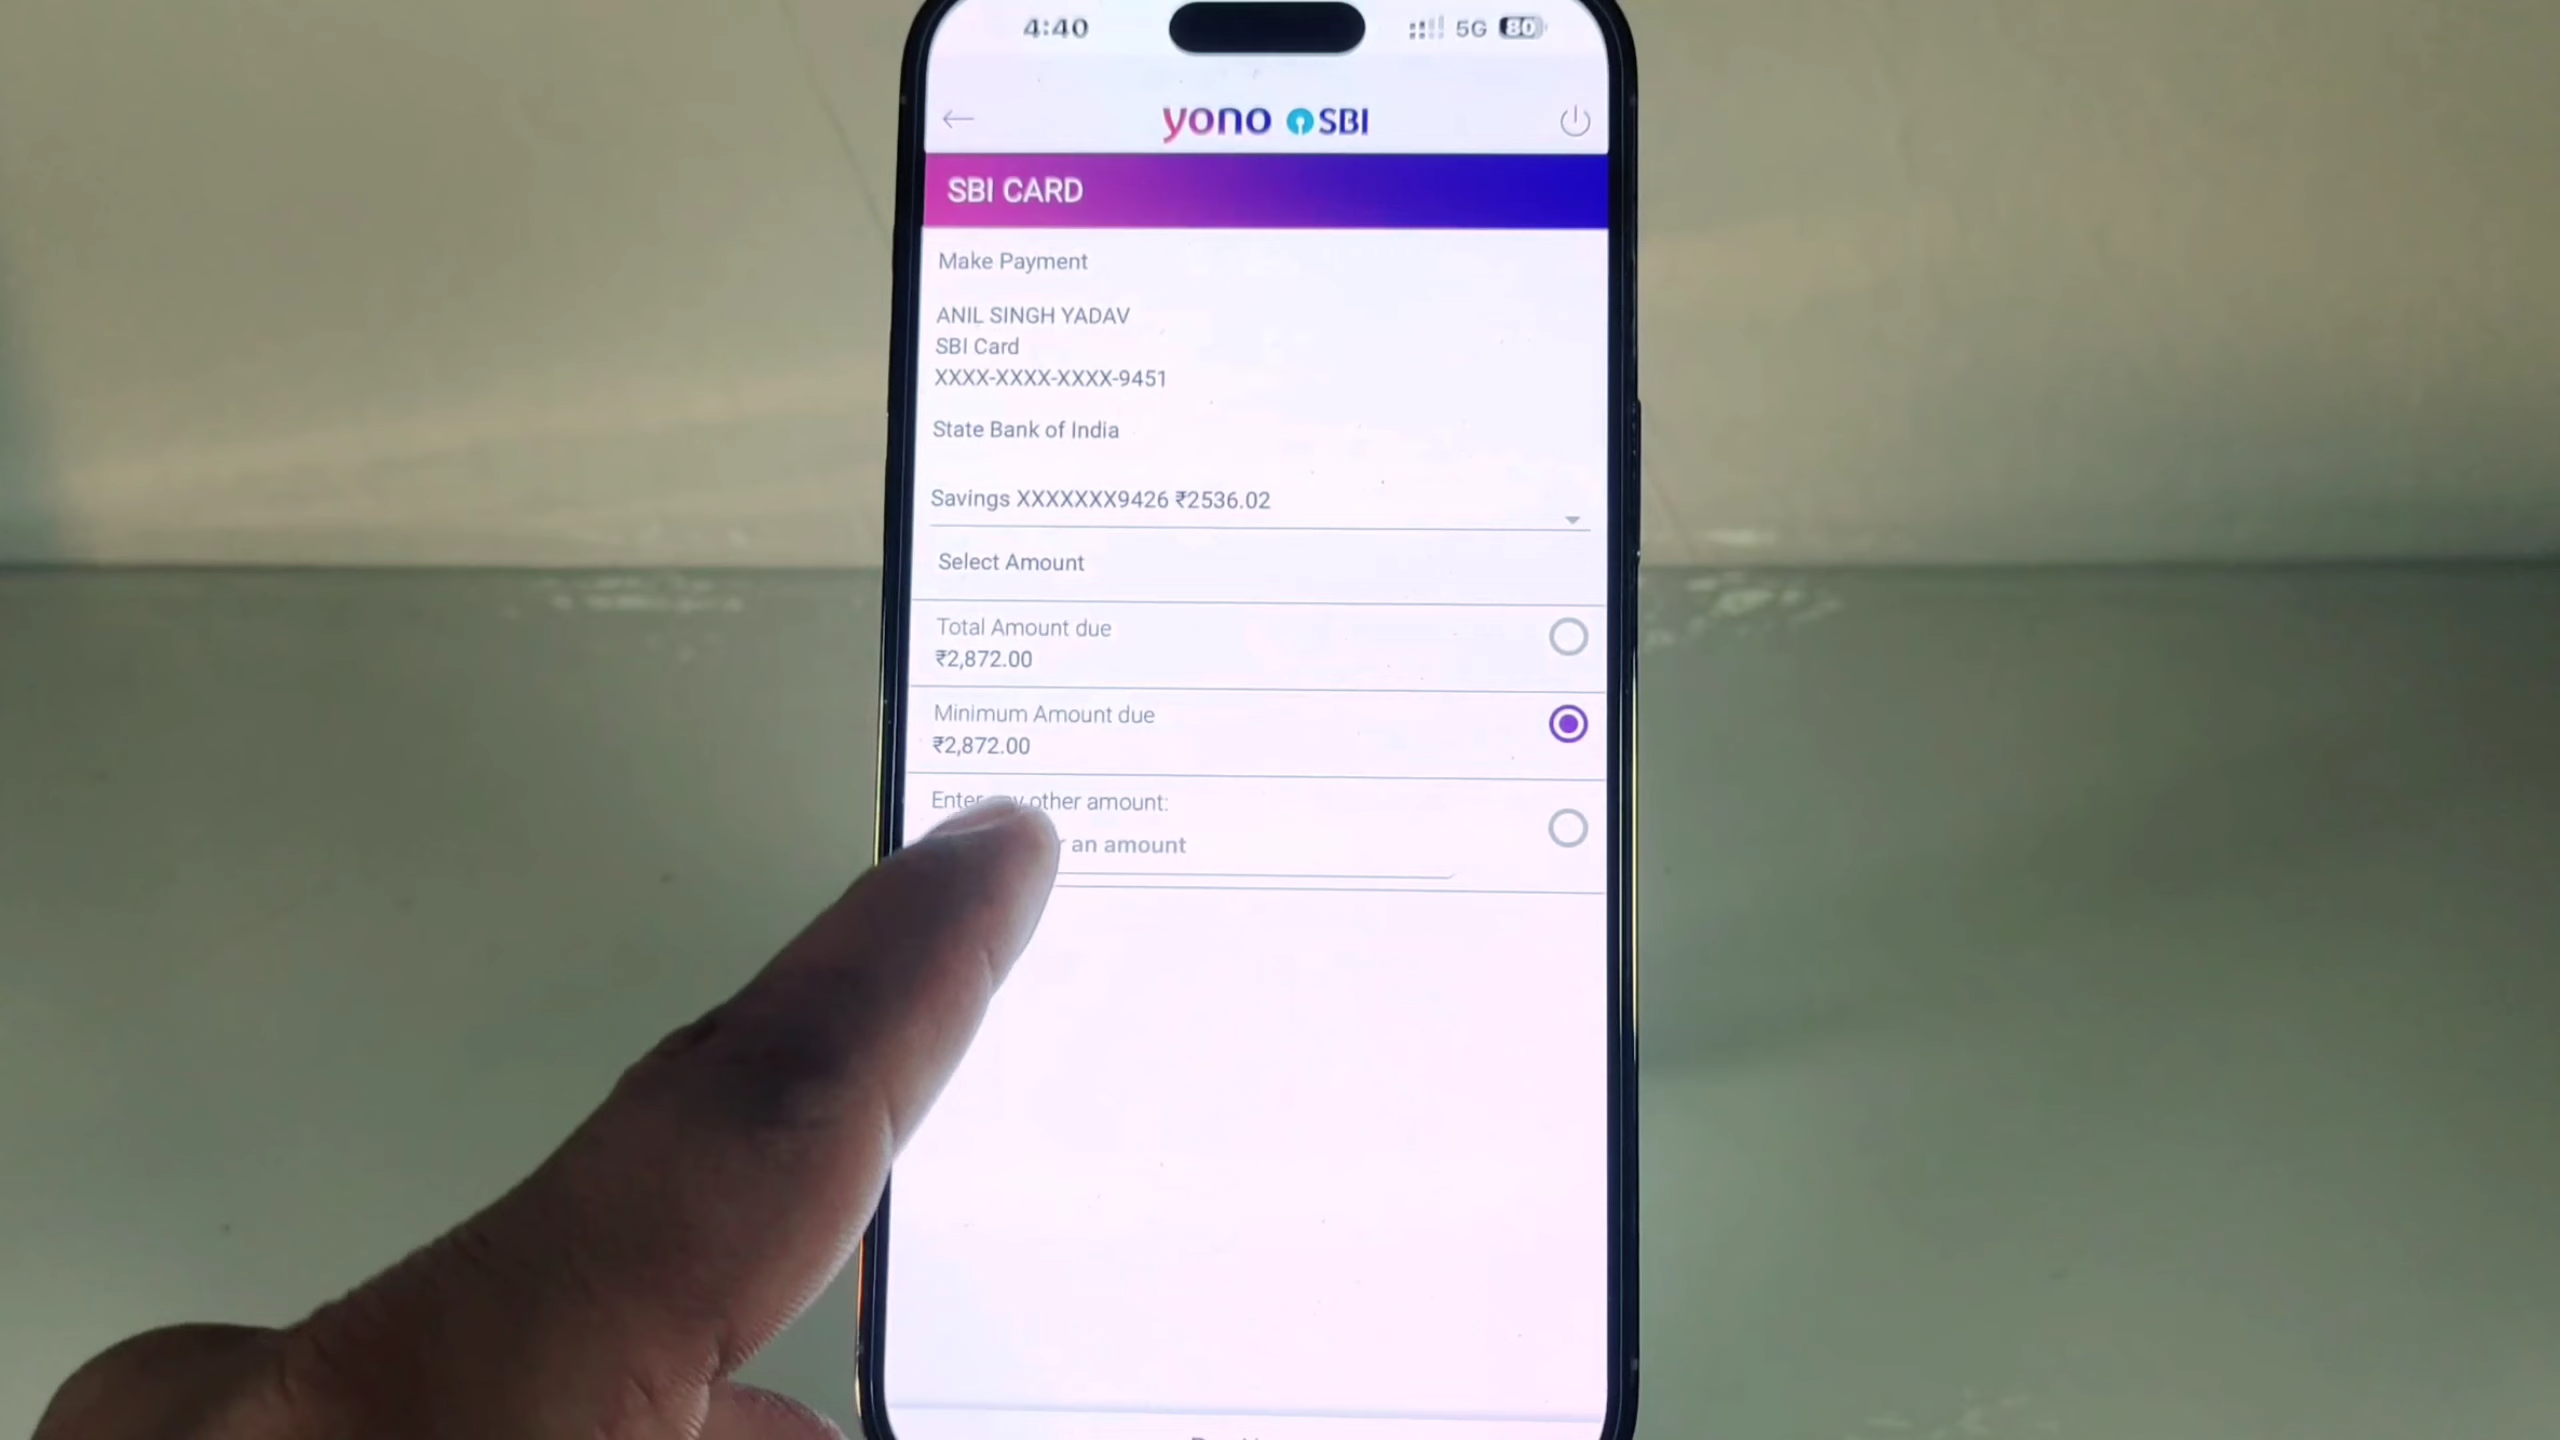 4:40 5G 80
yono SBI
SBI CARD
Make Payment
ANIL SINGH YADAV
SBI Card
XXXX-XXXX-XXXX-9451
State Bank of India
Savings XXXXXXX9426 ₹2536.02
Select Amount
Total Amount due
₹2,872.00
Minimum Amount due
₹2,872.00
Enter other amount:
an amount